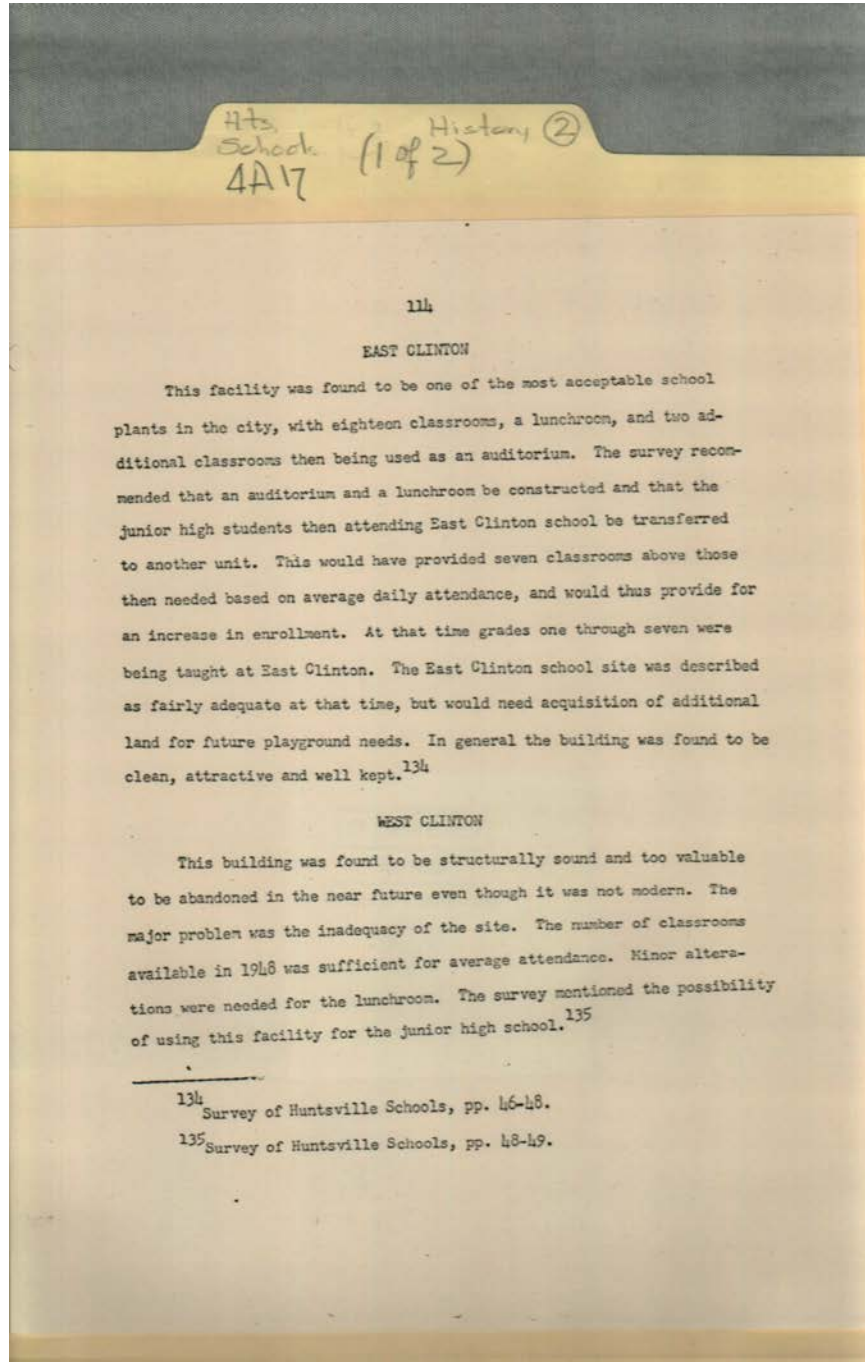 Hts. History ②
School (1 of 2)
4A17
114
EAST CLINTON
This facility was found to be one of the most acceptable school
plants in the city, with eighteen classrooms, a lunchroom, and two ad-
ditional classrooms then being used as an auditorium. The survey recom-
mended that an auditorium and a lunchroom be constructed and that the
junior high students then attending East Clinton school be transferred
to another unit. This would have provided seven classrooms above those
then needed based on average daily attendance, and would thus provide for
an increase in enrollment. At that time grades one through seven were
being taught at East Clinton. The East Clinton school site was described
as fairly adequate at that time, but would need acquisition of additional
land for future playground needs. In general the building was found to be
clean, attractive and well kept.134
WEST CLINTON
This building was found to be structurally sound and too valuable
to be abandoned in the near future even though it was not modern. The
major problem was the inadequacy of the site. The number of classrooms
available in 1948 was sufficient for average attendance. Minor altera-
tions were needed for the lunchroom. The survey mentioned the possibility
of using this facility for the junior high school.135
134 Survey of Huntsville Schools, pp. 46-48.
135 Survey of Huntsville Schools, pp. 48-49.